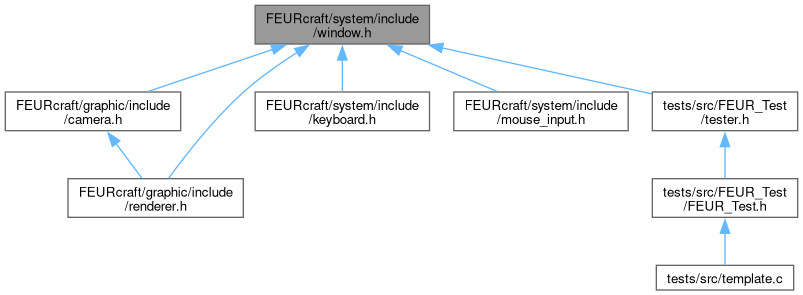 FEURcraft/system/include
/window.h
FEURcraft/graphic/include
/camera.h
FEURcraft/system/include
/keyboard.h
FEURcraft/system/include
/mouse_input.h
tests/src/FEUR_Test
/tester.h
FEURcraft/graphic/include
/renderer.h
tests/src/FEUR_Test
/FEUR_Test.h
tests/src/template.c